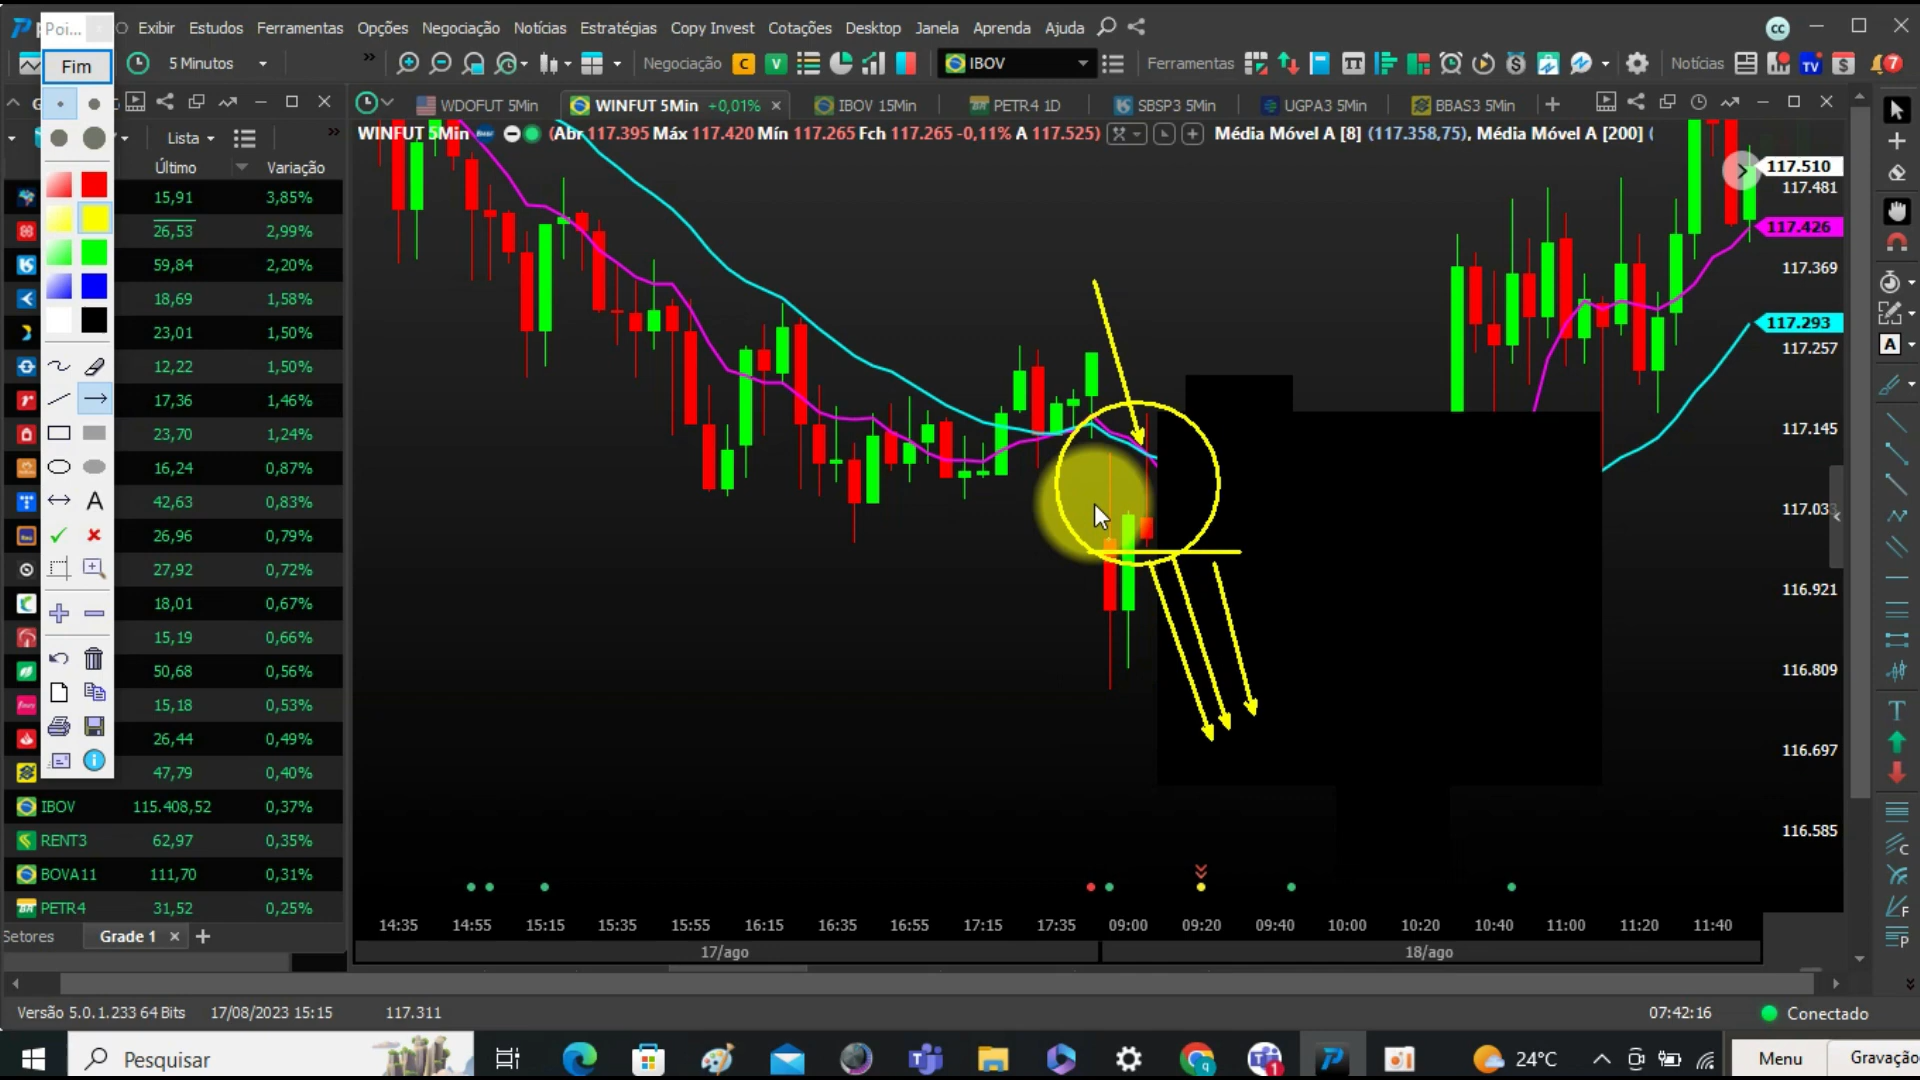 Poi...
Exibir Estudos Ferramentas Opções Negociação Notícias Estratégias Copy Invest Cotações Desktop Janela Aprenda Ajuda
CC
Fim
5 Minutos
Negociação
C
V
IBOV
Ferramentas
Notícias
7
WDOFUT 5Min
WINFUT 5Min +0,01%
IBOV 15Min
PETR4 1D
SBSP3 5Min
UGPA3 5Min
BBAS3 5Min
Lista
WINFUT 5Min (Abr 117.395 Máx 117.420 Mín 117.265 Fch 117.265 -0,11% A 117.525) Média Móvel A [8] (117.358,75), Média Móvel A [200] (
Último Variação
15,91 3,85%
26,53 2,99%
59,84 2,20%
18,69 1,58%
23,01 1,50%
12,22 1,50%
17,36 1,46%
23,70 1,24%
16,24 0,87%
42,63 0,83%
26,96 0,79%
27,92 0,72%
18,01 0,67%
15,19 0,66%
50,68 0,56%
15,18 0,53%
26,44 0,49%
47,79 0,40%
IBOV 115.408,52 0,37%
RENT3 62,97 0,35%
BOVA11 111,70 0,31%
PETR4 31,52 0,25%
117.510
117.481
117.426
117.369
117.293
117.257
117.145
117.033
116.921
116.809
116.697
116.585
14:35 14:55 15:15 15:35 15:55 16:15 16:35 16:55 17:15 17:35 09:00 09:20 09:40 10:00 10:20 10:40 11:00 11:20 11:40
17/ago 18/ago
Setores Grade 1
Versão 5.0.1.233 64 Bits 17/08/2023 15:15 117.311 07:42:16 Conectado
Pesquisar
24°C
Menu
Gravação